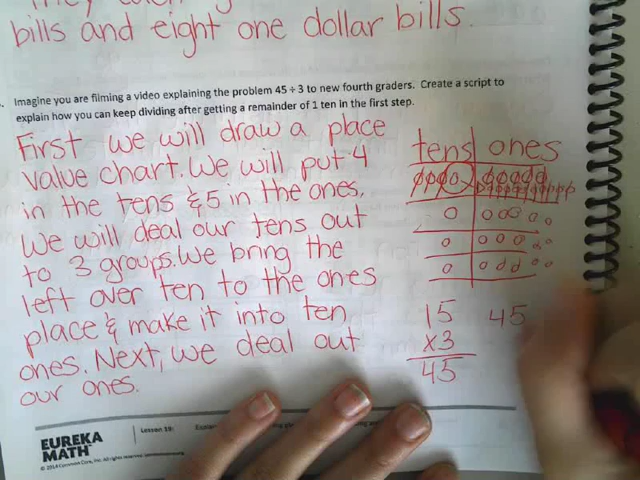 bills and eight one dollar bills.
Imagine you are filming a video explaining the problem 45 ÷ 3 to new fourth graders. Create a script to
explain how you can keep dividing after getting a remainder of 1 ten in the first step.
First we will draw a place
value chart. We will put 4
in the tens & 5 in the ones.
We will deal our tens out
to 3 groups. We bring the
left over ten to the ones
place & make it into ten
ones. Next, we deal out
our ones.
tens ones
15 45
x3
45
EUREKA
MATH
Lesson 19: